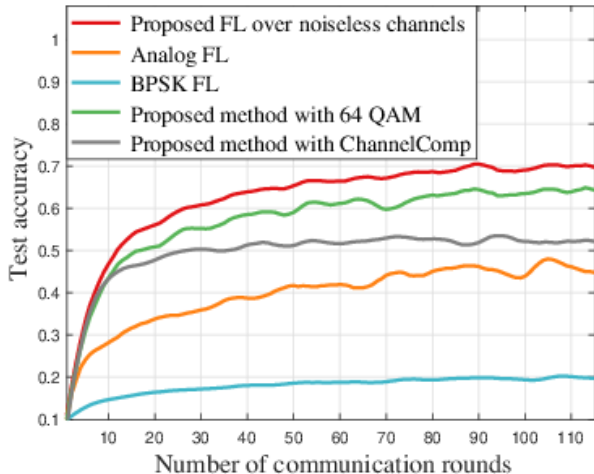 Proposed FL over noiseless channels
Analog FL
BPSK FL
Proposed method with 64 QAM
Proposed method with ChannelComp
1
0.9
0.8
0.7
0.6
0.5
0.4
0.3
0.2
0.1
Test accuracy
10 20 30 40 50 60 70 80 90 100 110
Number of communication rounds